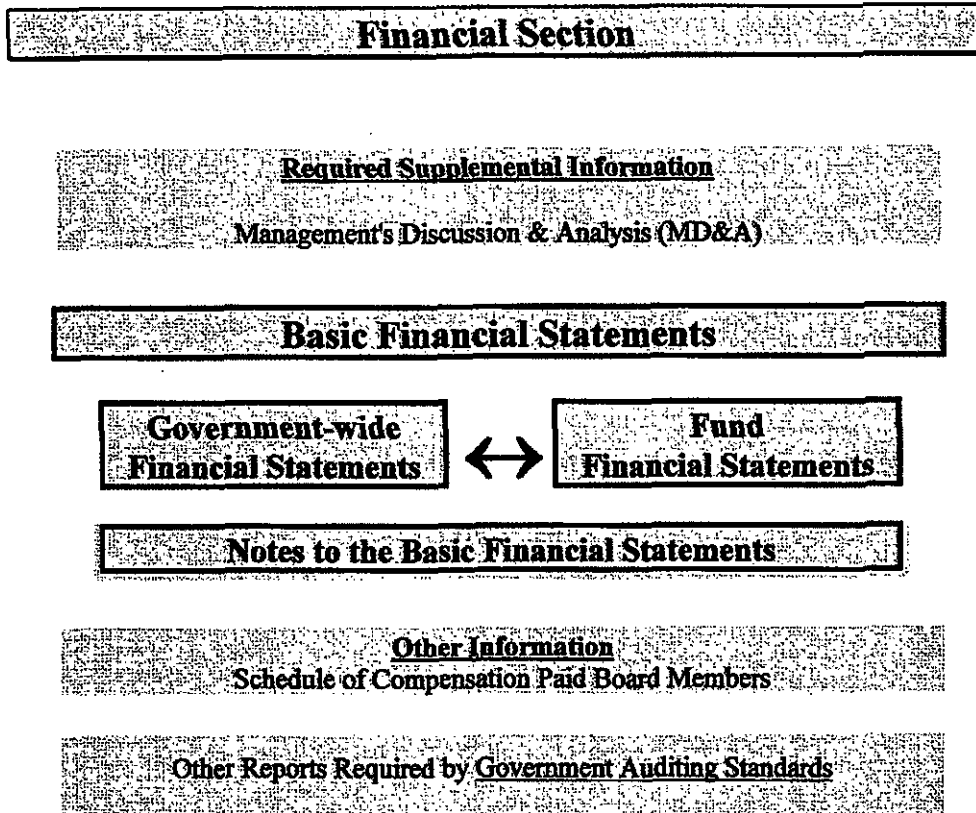 Financial Section
Required Supplemental Information
Management's Discussion & Analysis (MD&A)
Basic Financial Statements
Government-wide
Financial Statements
Fund
Financial Statements
Notes to the Basic Financial Statements
Other Information
Schedule of Compensation Paid Board Members
Other Reports Required by Government Auditing Standards